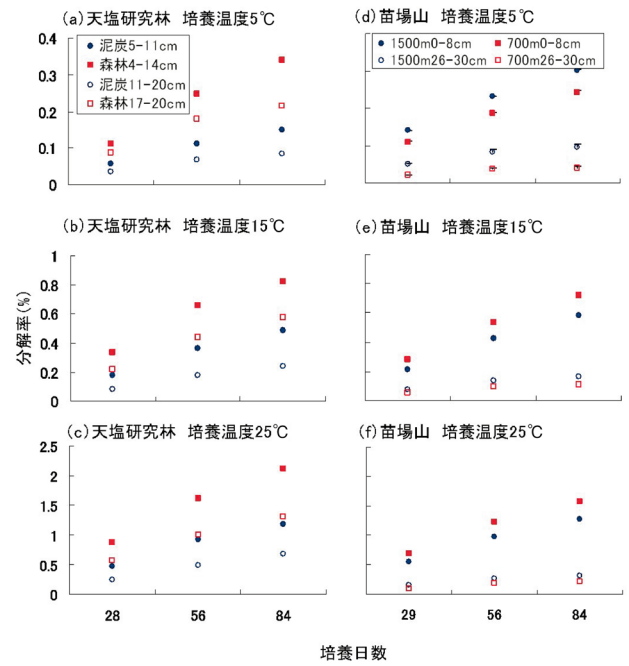 (a)天塩研究林 培養温度5℃
0.4
0.3
0.2
0.1
0
泥炭5-11cm
森林4-14cm
泥炭11-20cm
森林17-20cm
(d)苗場山 培養温度5℃
1500m0-8cm 700m0-8cm
1500m26-30cm 700m26-30cm
(b)天塩研究林 培養温度15℃
1
0.8
0.6
0.4
0.2
0
(e)苗場山 培養温度15℃
分解率(%)
(c)天塩研究林 培養温度25℃
2.5
2
1.5
1
0.5
0
28 56 84
(f)苗場山 培養温度25℃
29 56 84
培養日数